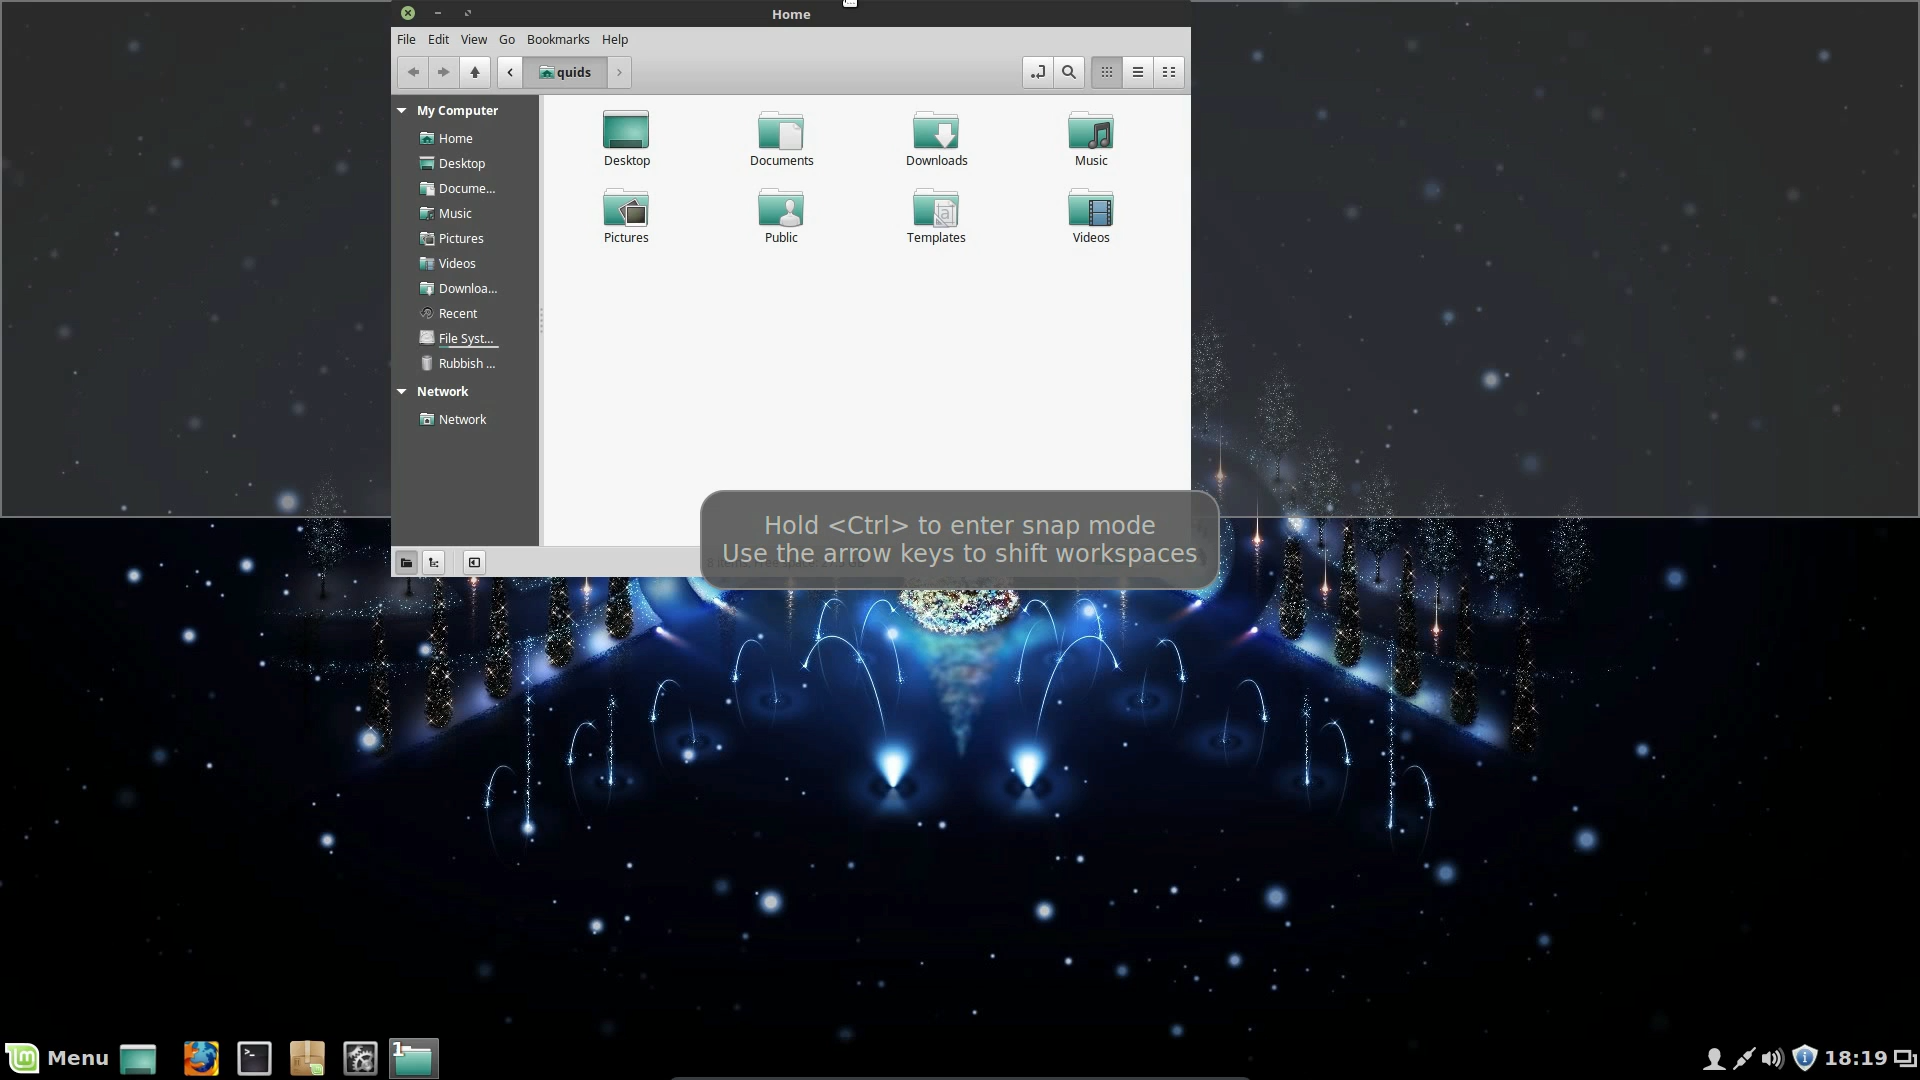 Home
File Edit View Go Bookmarks Help
quids
My Computer
Home
Desktop
Docume...
Music
Pictures
Videos
Downloa...
Recent
File Syst...
Rubbish ...
Network
Network
Desktop Documents Downloads Music
Pictures Public Templates Videos
Hold <Ctrl> to enter snap mode
Use the arrow keys to shift workspaces
Menu
1
18:19